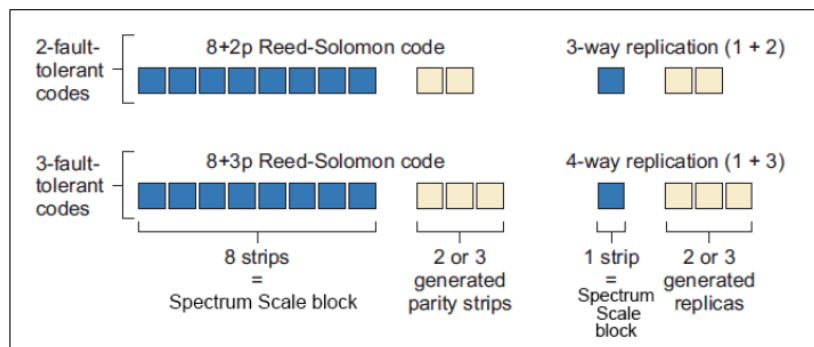 2-fault-
tolerant
codes
8+2p Reed-Solomon code
3-way replication (1 + 2)
3-fault-
tolerant
codes
8+3p Reed-Solomon code
4-way replication (1 + 3)
8 strips
=
Spectrum Scale block
2 or 3
generated
parity strips
1 strip
=
Spectrum
Scale
block
2 or 3
generated
replicas